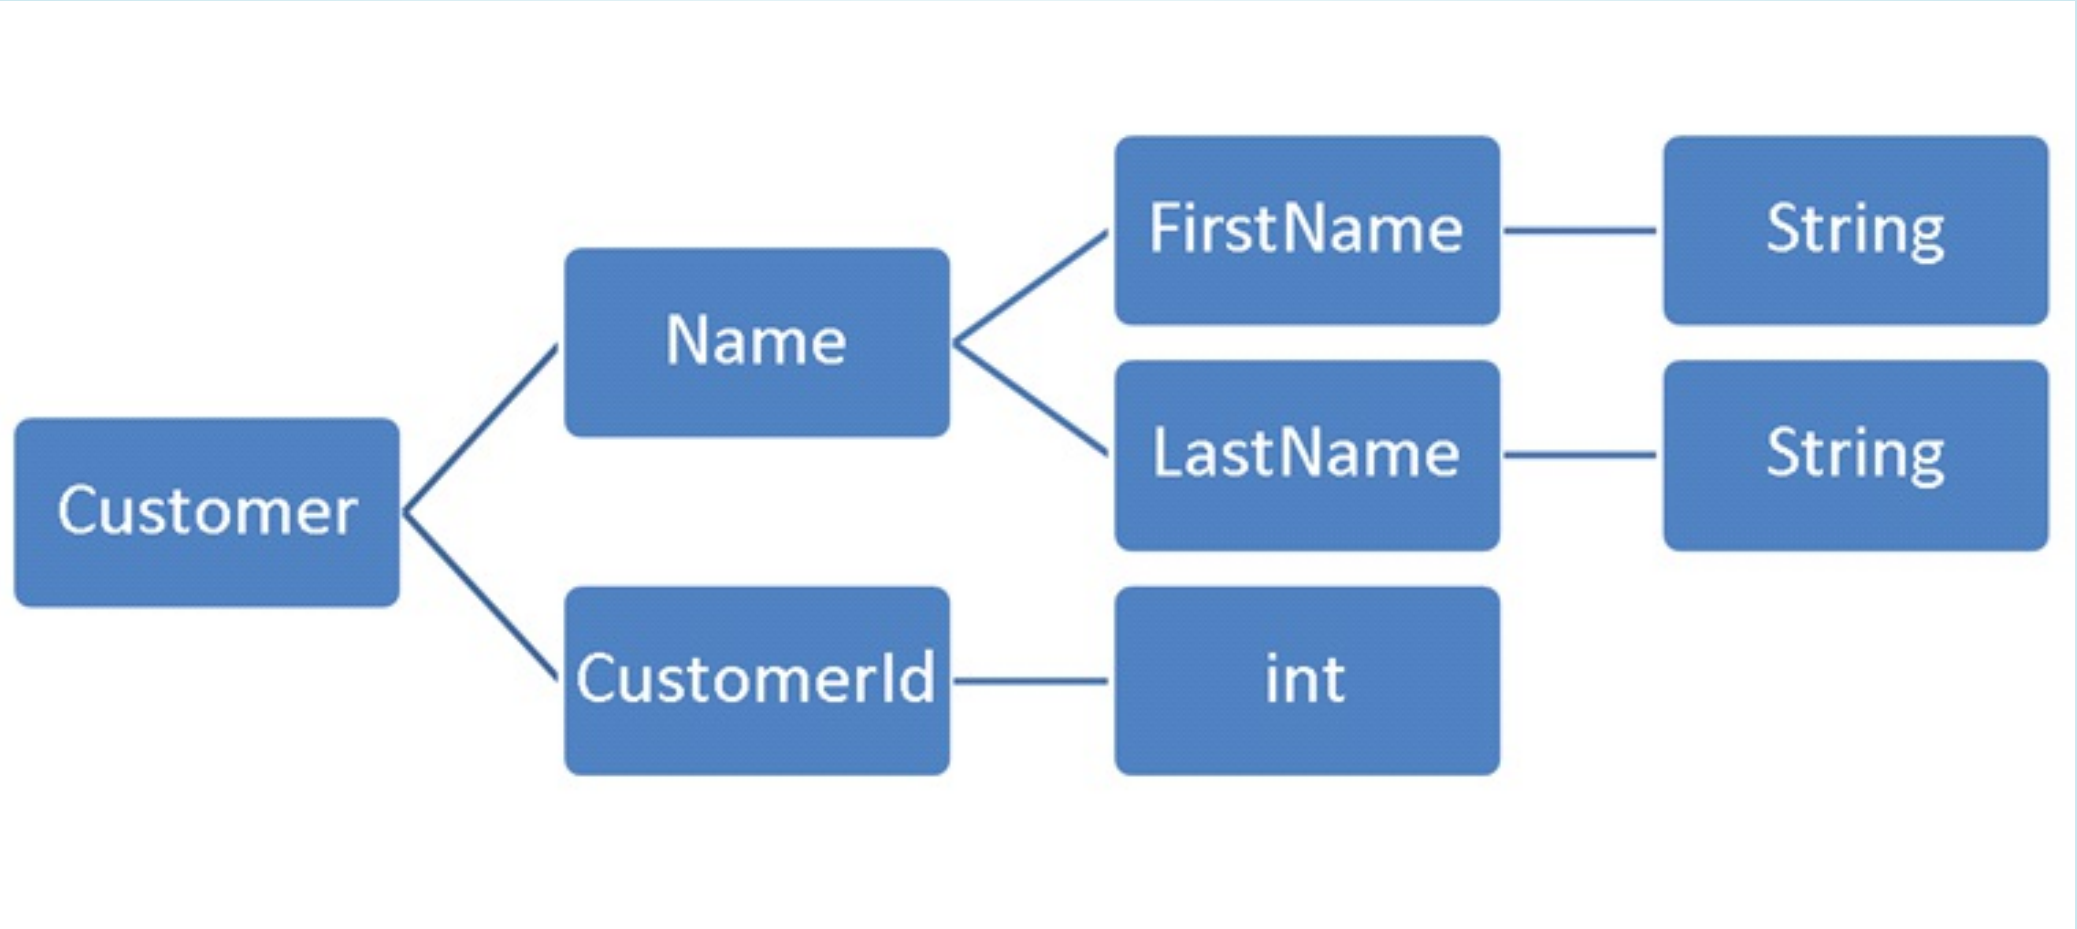 Customer
Name
FirstName
String
LastName
String
CustomerId
int